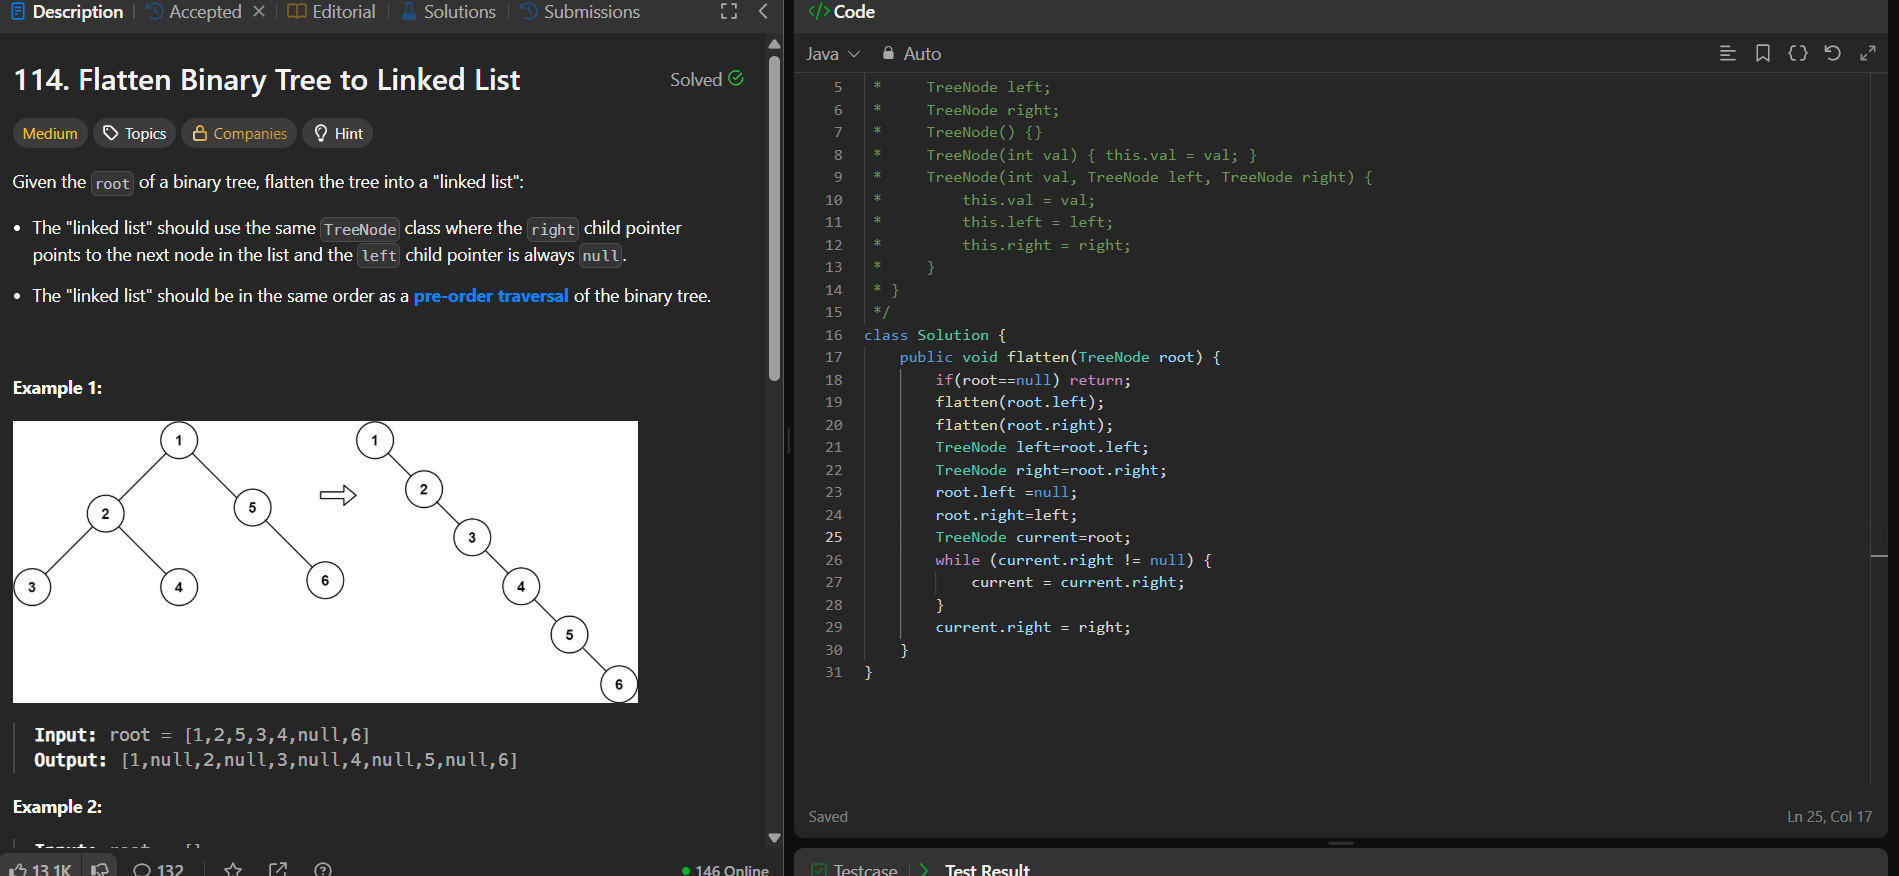 Description
Accepted
Editorial
Solutions
Submissions
114. Flatten Binary Tree to Linked List
Solved
Medium
Topics
Companies
Hint
Given the root of a binary tree, flatten the tree into a "linked list":
• The "linked list" should use the same TreeNode class where the right child pointer
points to the next node in the list and the left child pointer is always null.
• The "linked list" should be in the same order as a pre-order traversal of the binary tree.
Example 1:
1
2
5
3
4
6
1
2
3
4
5
6
Input: root = [1,2,5,3,4,null,6]
Output: [1,null,2,null,3,null,4,null,5,null,6]
Example 2:
Input: root = []
13.1K
132
146 Online
</> Code
Java
Auto
5 * TreeNode left;
6 * TreeNode right;
7 * TreeNode() {}
8 * TreeNode(int val) { this.val = val; }
9 * TreeNode(int val, TreeNode left, TreeNode right) {
10 * this.val = val;
11 * this.left = left;
12 * this.right = right;
13 * }
14 * }
15 */
16 class Solution {
17 public void flatten(TreeNode root) {
18 if(root==null) return;
19 flatten(root.left);
20 flatten(root.right);
21 TreeNode left=root.left;
22 TreeNode right=root.right;
23 root.left =null;
24 root.right=left;
25 TreeNode current=root;
26 while (current.right != null) {
27 current = current.right;
28 }
29 current.right = right;
30 }
31 }
Saved
Ln 25, Col 17
Testcase
Test Result